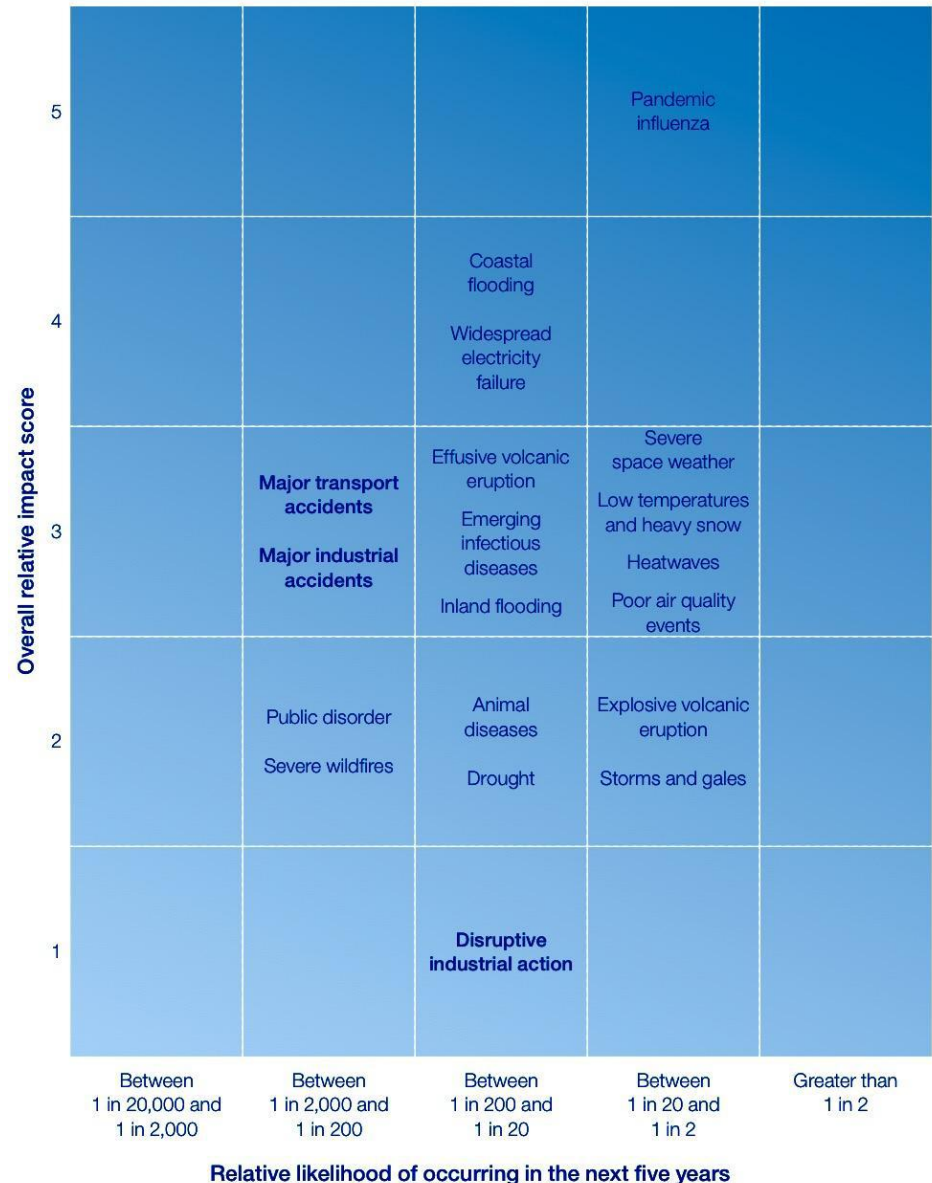 Overall relative impact score
5
Pandemic
influenza
4
Coastal
flooding
Widespread
electricity
failure
3
Major transport
accidents
Major industrial
accidents
Effusive volcanic
eruption
Emerging
infectious
diseases
Inland flooding
Severe
space weather
Low temperatures
and heavy snow
Heatwaves
Poor air quality
events
2
Public disorder
Severe wildfires
Animal
diseases
Drought
Explosive volcanic
eruption
Storms and gales
1
Disruptive
industrial action
Between
1 in 20,000 and
1 in 2,000
Between
1 in 2,000 and
1 in 200
Between
1 in 200 and
1 in 20
Between
1 in 20 and
1 in 2
Greater than
1 in 2
Relative likelihood of occurring in the next five years